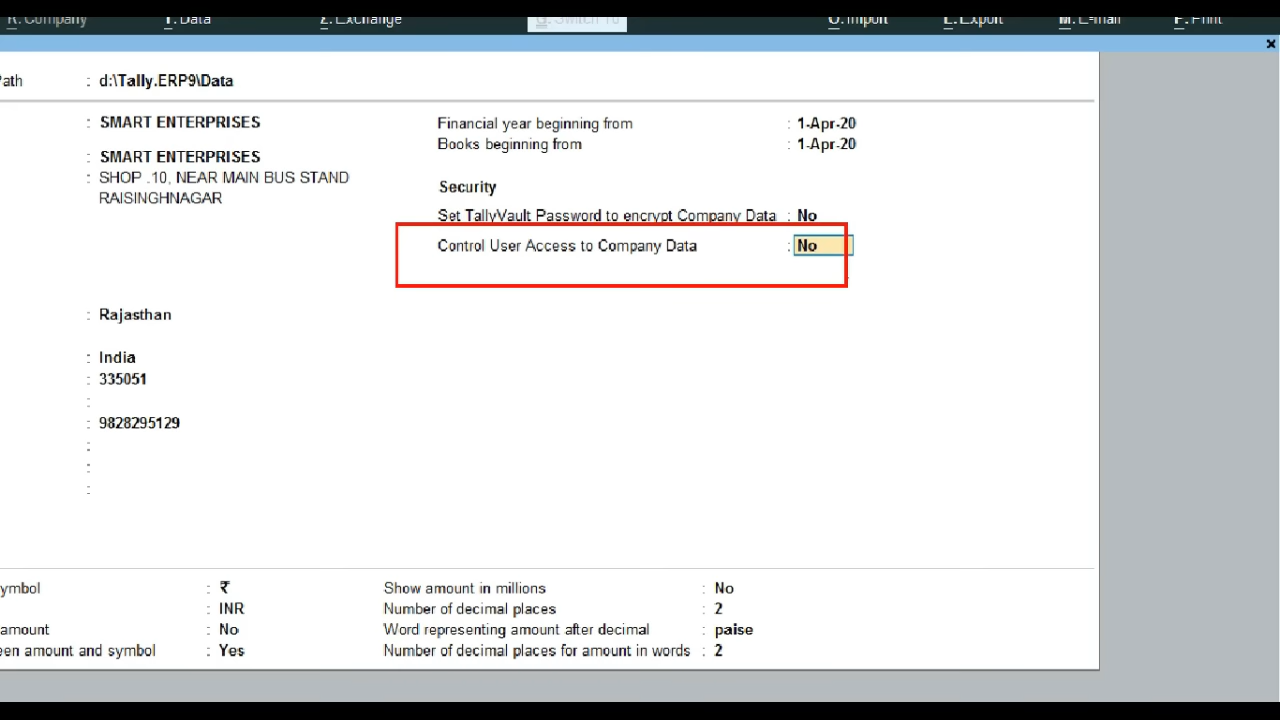 R: Company Y: Data Z: Exchange G: Switch To O: Import E: Export M: E-mail P: Print
Path : d:\Tally.ERP9\Data
: SMART ENTERPRISES
: SMART ENTERPRISES
: SHOP .10, NEAR MAIN BUS STAND
RAISINGHNAGAR
: Rajasthan
: India
: 335051
:
: 9828295129
:
:
:
Financial year beginning from : 1-Apr-20
Books beginning from : 1-Apr-20
Security
Set TallyVault Password to encrypt Company Data : No
Control User Access to Company Data : No
ymbol : ₹
: INR
amount : No
een amount and symbol : Yes
Show amount in millions : No
Number of decimal places : 2
Word representing amount after decimal : paise
Number of decimal places for amount in words : 2